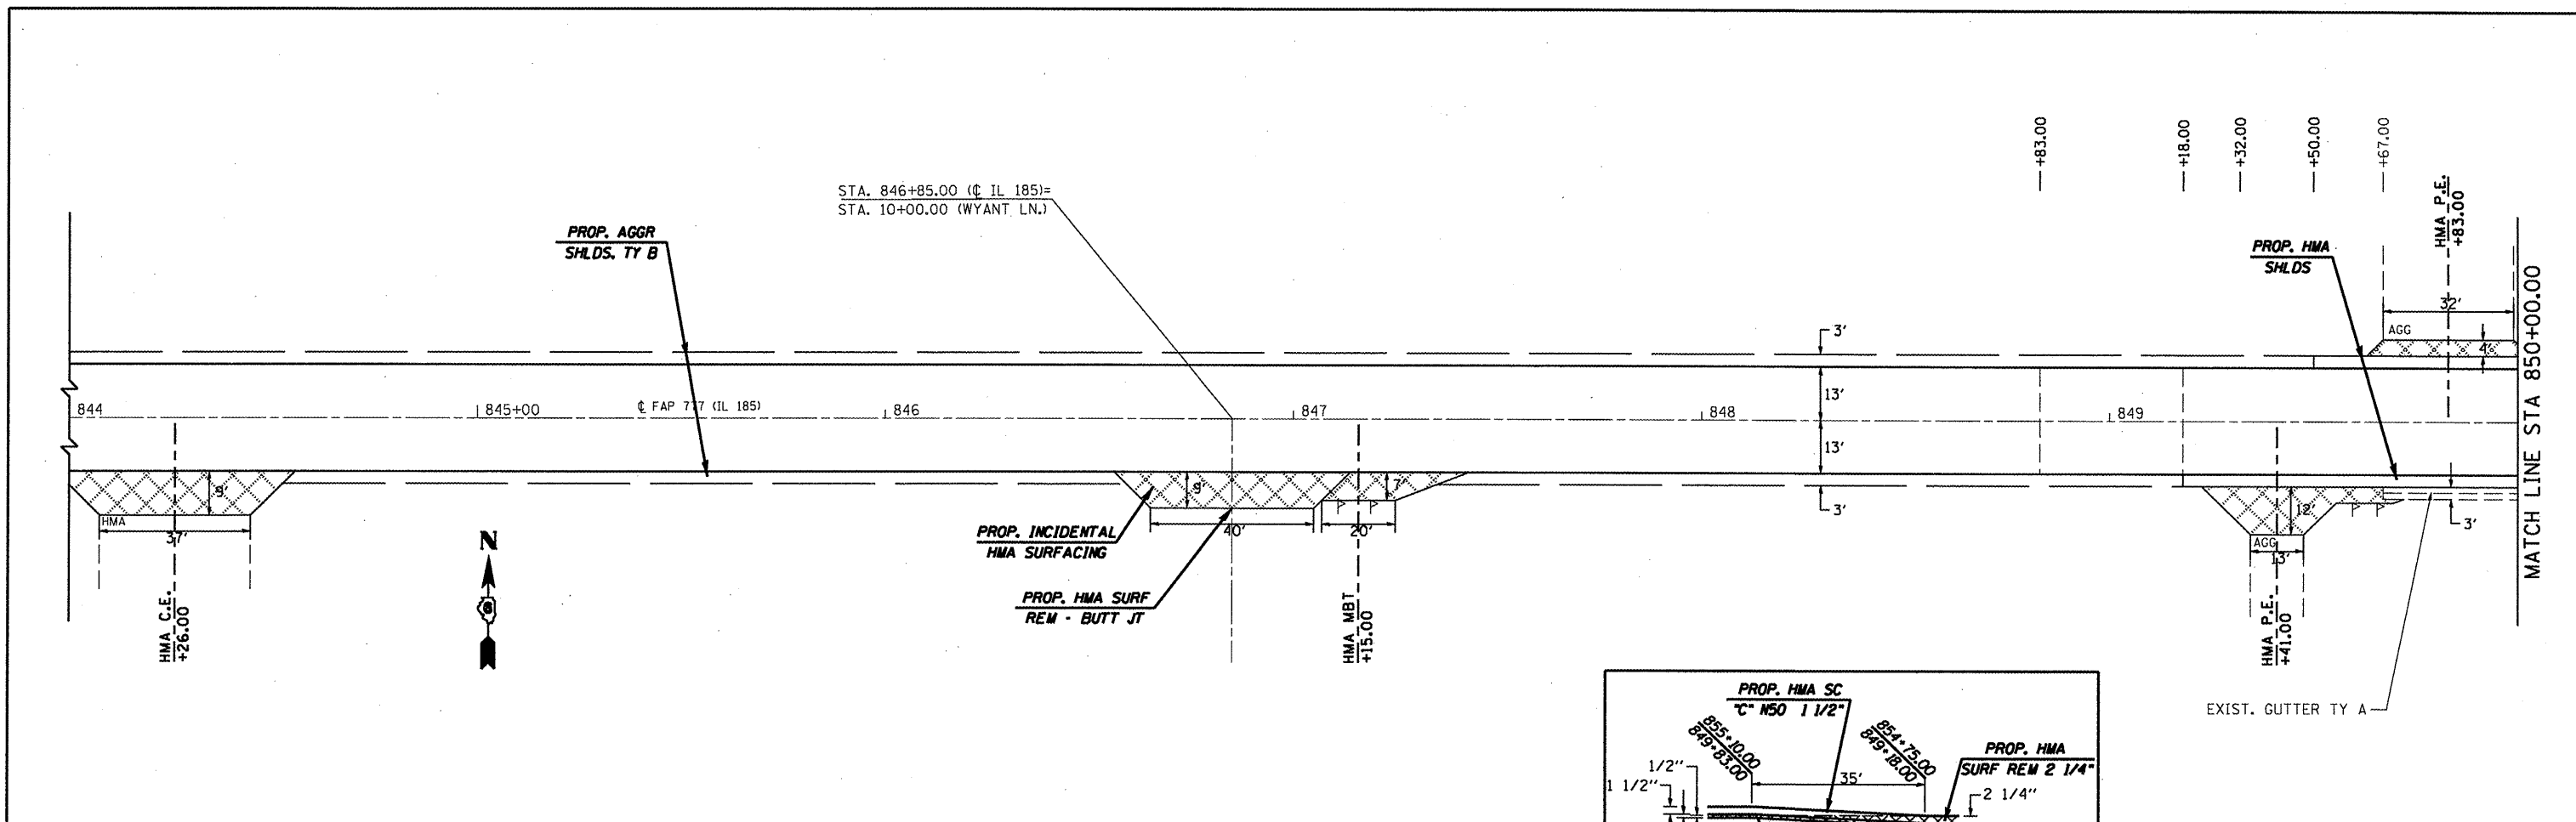 +83.00
+18.00
+32.00
+50.00
+67.00
HMA P.E.
+83.00
STA. 846+85.00 (℄ IL 185)=
STA. 10+00.00 (WYANT LN.)
PROP. AGGR
SHLDS. TY B
PROP. HMA
SHLDS
MATCH LINE STA 850+00.00
32'
AGG
4'
3'
13'
844
845+00
℄ FAP 777 (IL 185)
846
847
848
849
13'
9'
9'
7'
3'
12'
3'
HMA
37'
40'
20'
AGG
13'
PROP. INCIDENTAL
HMA SURFACING
N
PROP. HMA SURF
REM - BUTT JT
HMA C.E.
+26.00
HMA MBT
+15.00
HMA P.E.
+41.00
EXIST. GUTTER TY A
PROP. HMA SC
"C" N50 1 1/2"
855+10.00
849+83.00
854+75.00
849+18.00
PROP. HMA
SURF REM 2 1/4"
35'
1/2"
1 1/2"
2 1/4"